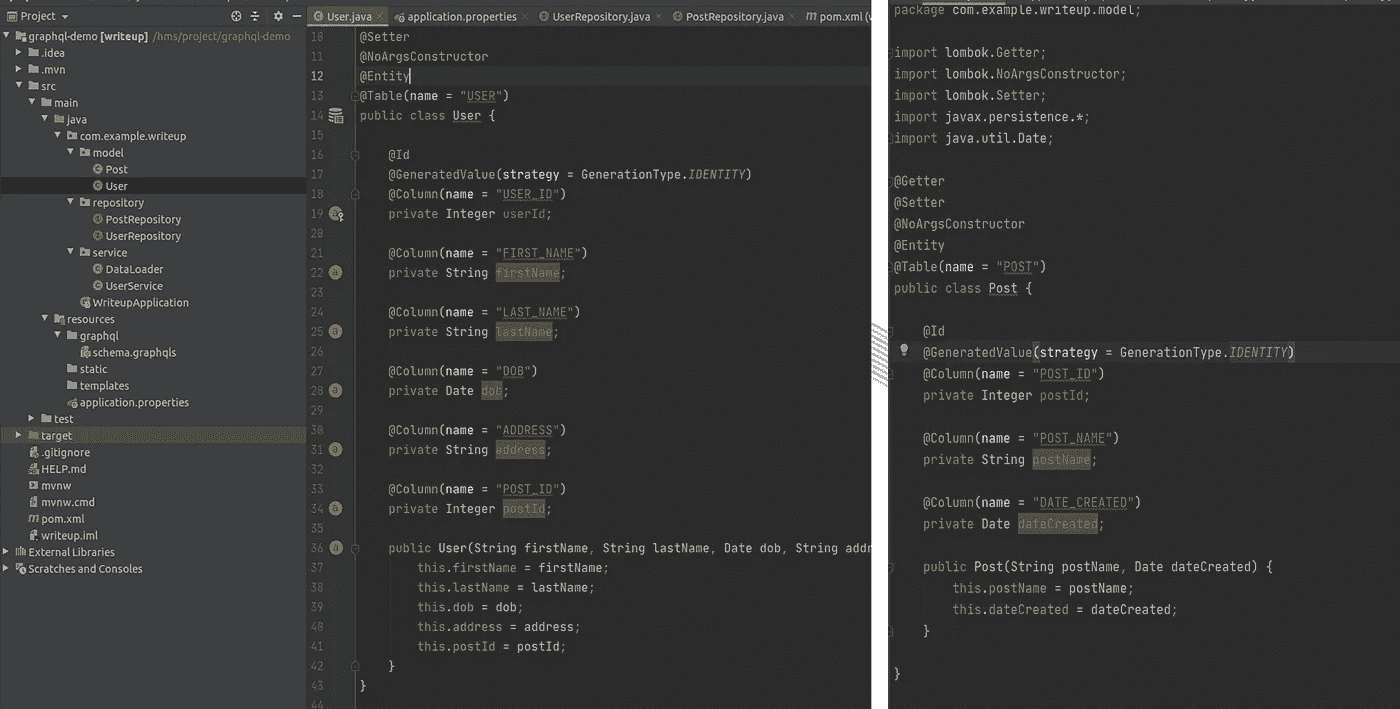 Project
graphql-demo [writeup] /hms/project/graphql-demo
.idea
.mvn
src
main
java
com.example.writeup
model
Post
User
repository
PostRepository
UserRepository
service
DataLoader
UserService
WriteupApplication
resources
graphql
schema.graphqls
static
templates
application.properties
test
target
.gitignore
HELP.md
mvnw
mvnw.cmd
pom.xml
writeup.iml
External Libraries
Scratches and Consoles
User.java application.properties UserRepository.java PostRepository.java pom.xml
10 @Setter
11 @NoArgsConstructor
12 @Entity
13 @Table(name = "USER")
14 public class User {
15
16 @Id
17 @GeneratedValue(strategy = GenerationType.IDENTITY)
18 @Column(name = "USER_ID")
19 private Integer userId;
20
21 @Column(name = "FIRST_NAME")
22 private String firstName;
23
24 @Column(name = "LAST_NAME")
25 private String lastName;
26
27 @Column(name = "DOB")
28 private Date dob;
29
30 @Column(name = "ADDRESS")
31 private String address;
32
33 @Column(name = "POST_ID")
34 private Integer postId;
35
36 public User(String firstName, String lastName, Date dob, String addr
37 this.firstName = firstName;
38 this.lastName = lastName;
39 this.dob = dob;
40 this.address = address;
41 this.postId = postId;
42 }
43 }
44
package com.example.writeup.model;
import lombok.Getter;
import lombok.NoArgsConstructor;
import lombok.Setter;
import javax.persistence.*;
import java.util.Date;
@Getter
@Setter
@NoArgsConstructor
@Entity
@Table(name = "POST")
public class Post {
@Id
@GeneratedValue(strategy = GenerationType.IDENTITY)
@Column(name = "POST_ID")
private Integer postId;
@Column(name = "POST_NAME")
private String postName;
@Column(name = "DATE_CREATED")
private Date dateCreated;
public Post(String postName, Date dateCreated) {
this.postName = postName;
this.dateCreated = dateCreated;
}
}